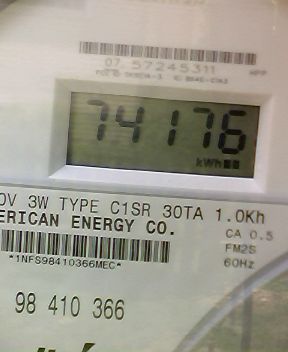 07 57245311
74176
kWh
0V 3W TYPE C1SR 30TA 1.0Kh
ERICAN ENERGY CO.
CA 0.5
FM2S
*1NFS98410366MEC*
60Hz
98 410 366